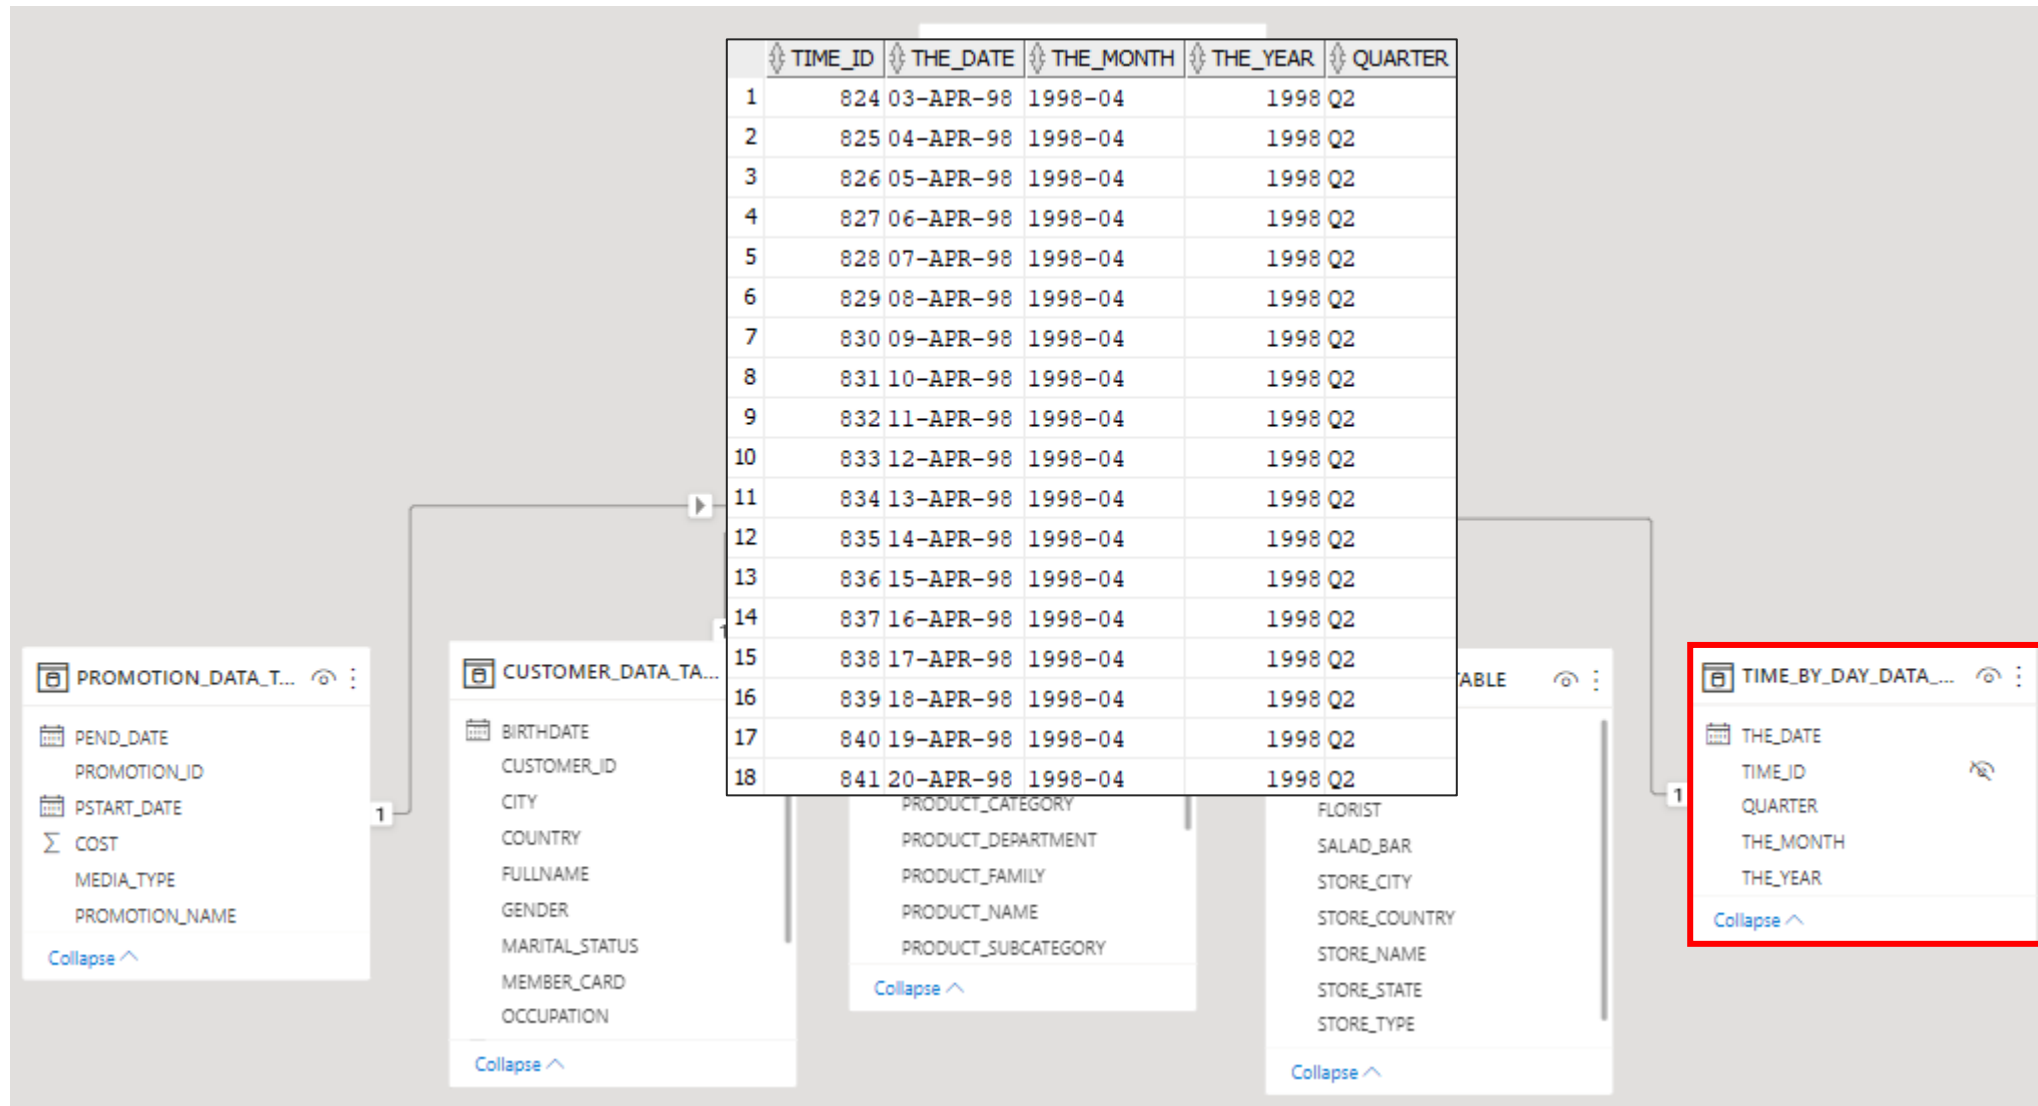 TIME_ID THE_DATE THE_MONTH THE_YEAR QUARTER
1 824 03-APR-98 1998-04 1998 Q2
2 825 04-APR-98 1998-04 1998 Q2
3 826 05-APR-98 1998-04 1998 Q2
4 827 06-APR-98 1998-04 1998 Q2
5 828 07-APR-98 1998-04 1998 Q2
6 829 08-APR-98 1998-04 1998 Q2
7 830 09-APR-98 1998-04 1998 Q2
8 831 10-APR-98 1998-04 1998 Q2
9 832 11-APR-98 1998-04 1998 Q2
10 833 12-APR-98 1998-04 1998 Q2
11 834 13-APR-98 1998-04 1998 Q2
12 835 14-APR-98 1998-04 1998 Q2
13 836 15-APR-98 1998-04 1998 Q2
14 837 16-APR-98 1998-04 1998 Q2
15 838 17-APR-98 1998-04 1998 Q2
16 839 18-APR-98 1998-04 1998 Q2
17 840 19-APR-98 1998-04 1998 Q2
18 841 20-APR-98 1998-04 1998 Q2
PROMOTION_DATA_T...
PEND_DATE
PROMOTION_ID
PSTART_DATE
COST
MEDIA_TYPE
PROMOTION_NAME
Collapse
1
CUSTOMER_DATA_TA...
BIRTHDATE
CUSTOMER_ID
CITY
COUNTRY
FULLNAME
GENDER
MARITAL_STATUS
MEMBER_CARD
OCCUPATION
Collapse
1
PRODUCT_CATEGORY
PRODUCT_DEPARTMENT
PRODUCT_FAMILY
PRODUCT_NAME
PRODUCT_SUBCATEGORY
Collapse
TABLE
FLORIST
SALAD_BAR
STORE_CITY
STORE_COUNTRY
STORE_NAME
STORE_STATE
STORE_TYPE
Collapse
1
TIME_BY_DAY_DATA_...
THE_DATE
TIME_ID
QUARTER
THE_MONTH
THE_YEAR
Collapse